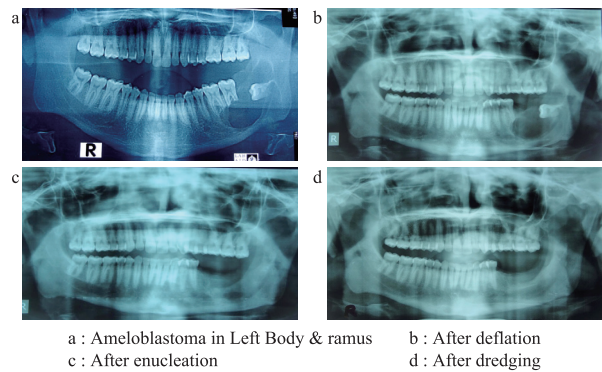 a
b
R
R
c
d
R
a : Ameloblastoma in Left Body & ramus
b : After deflation
c : After enucleation
d : After dredging